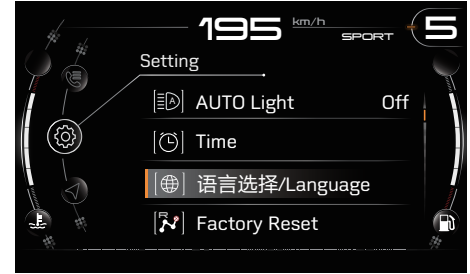 195 km/h SPORT 5
Setting
AUTO Light Off
Time
语言选择/Language
Factory Reset